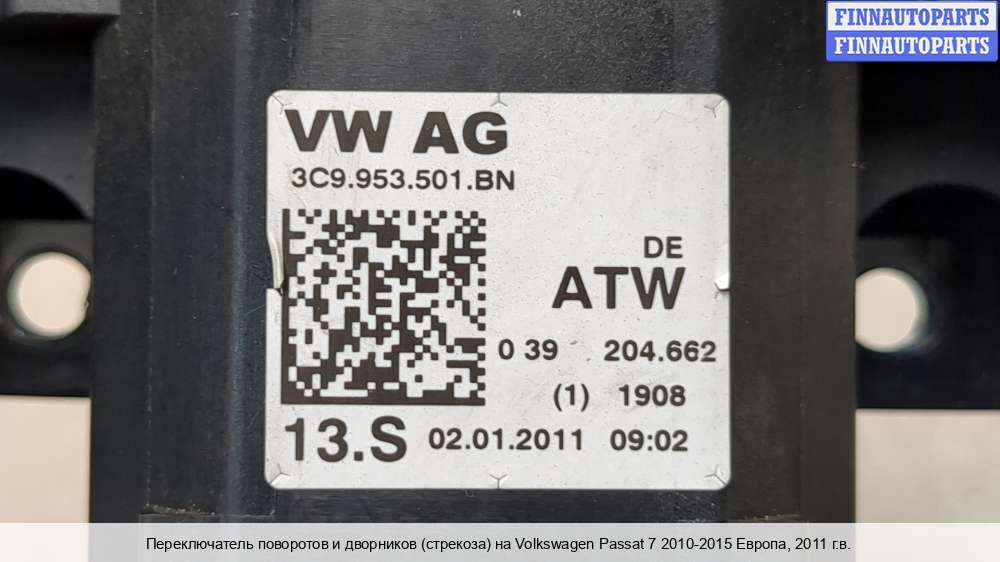 FINNAUTOPARTS
FINNAUTOPARTS
VW AG
3C9.953.501.BN
DE
ATW
0 39 204.662
(1) 1908
13.S 02.01.2011 09:02
Переключатель поворотов и дворников (стрекоза) на Volkswagen Passat 7 2010-2015 Европа, 2011 г.в.